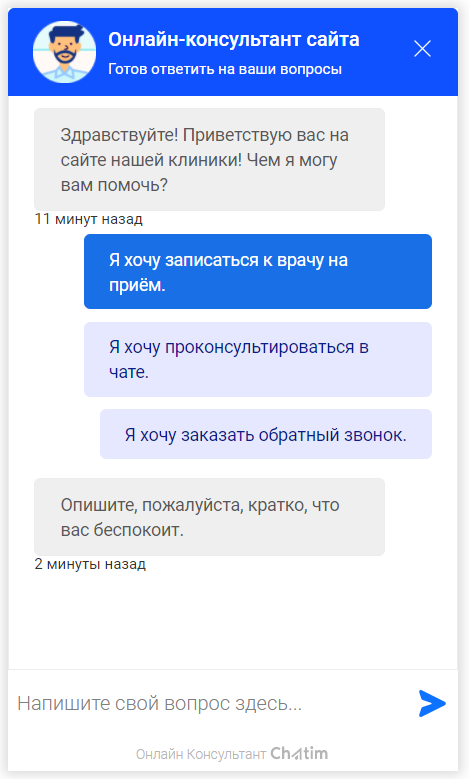 Онлайн-консультант сайта
Готов ответить на ваши вопросы
Здравствуйте! Приветствую вас на
сайте нашей клиники! Чем я могу
вам помочь?
11 минут назад
Я хочу записаться к врачу на
приём.
Я хочу проконсультироваться в
чате.
Я хочу заказать обратный звонок.
Опишите, пожалуйста, кратко, что
вас беспокоит.
2 минуты назад
Напишите свой вопрос здесь...
Онлайн Консультант Chatim